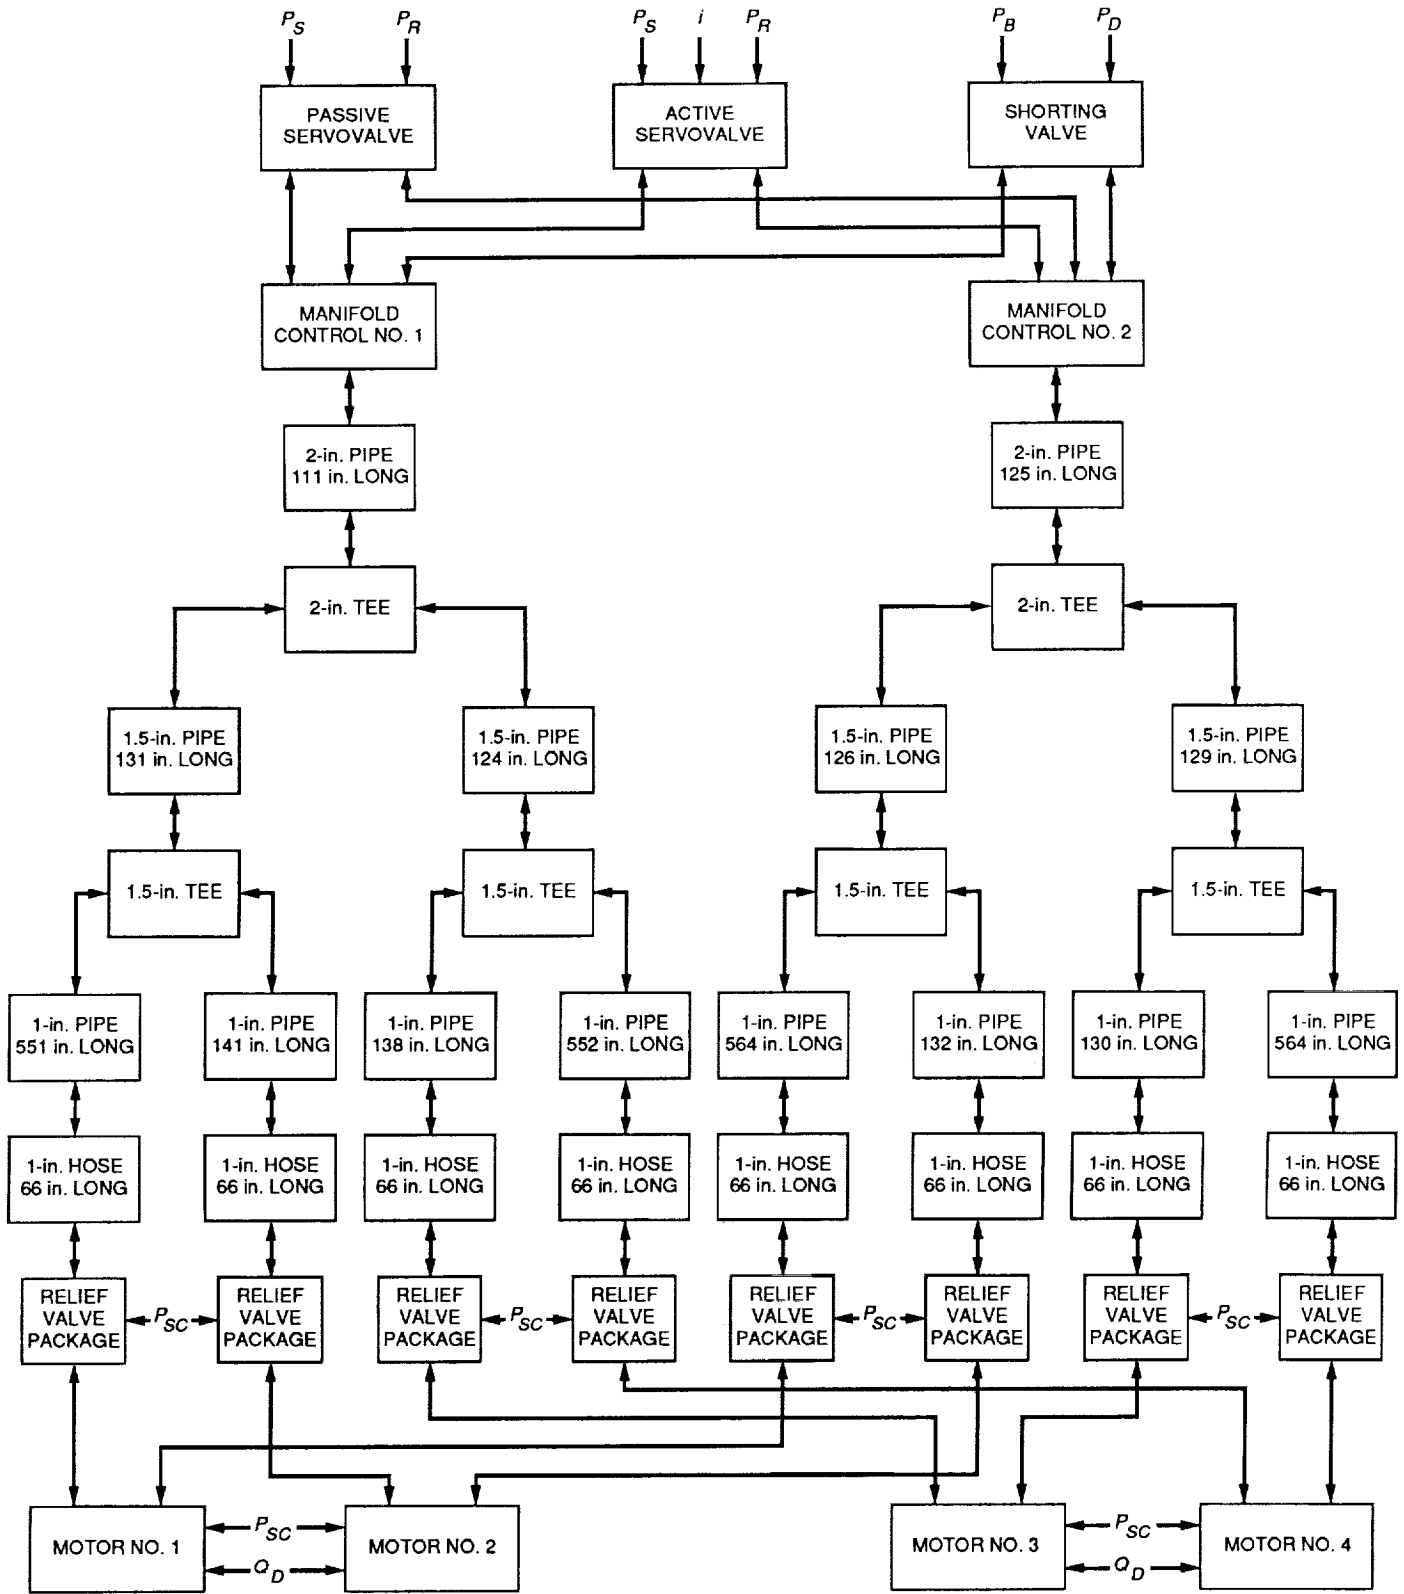 P_S
P_R
P_S
i
P_R
P_B
P_D
PASSIVE
SERVOVALVE
ACTIVE
SERVOVALVE
SHORTING
VALVE
MANIFOLD
CONTROL NO. 1
MANIFOLD
CONTROL NO. 2
2-in. PIPE
111 in. LONG
2-in. PIPE
125 in. LONG
2-in. TEE
2-in. TEE
1.5-in. PIPE
131 in. LONG
1.5-in. PIPE
124 in. LONG
1.5-in. PIPE
126 in. LONG
1.5-in. PIPE
129 in. LONG
1.5-in. TEE
1.5-in. TEE
1.5-in. TEE
1.5-in. TEE
1-in. PIPE
551 in. LONG
1-in. PIPE
141 in. LONG
1-in. PIPE
138 in. LONG
1-in. PIPE
552 in. LONG
1-in. PIPE
564 in. LONG
1-in. PIPE
132 in. LONG
1-in. PIPE
130 in. LONG
1-in. PIPE
564 in. LONG
1-in. HOSE
66 in. LONG
1-in. HOSE
66 in. LONG
1-in. HOSE
66 in. LONG
1-in. HOSE
66 in. LONG
1-in. HOSE
66 in. LONG
1-in. HOSE
66 in. LONG
1-in. HOSE
66 in. LONG
1-in. HOSE
66 in. LONG
RELIEF
VALVE
PACKAGE
P_SC
RELIEF
VALVE
PACKAGE
RELIEF
VALVE
PACKAGE
P_SC
RELIEF
VALVE
PACKAGE
RELIEF
VALVE
PACKAGE
P_SC
RELIEF
VALVE
PACKAGE
RELIEF
VALVE
PACKAGE
P_SC
RELIEF
VALVE
PACKAGE
MOTOR NO. 1
P_SC
Q_D
MOTOR NO. 2
MOTOR NO. 3
P_SC
Q_D
MOTOR NO. 4